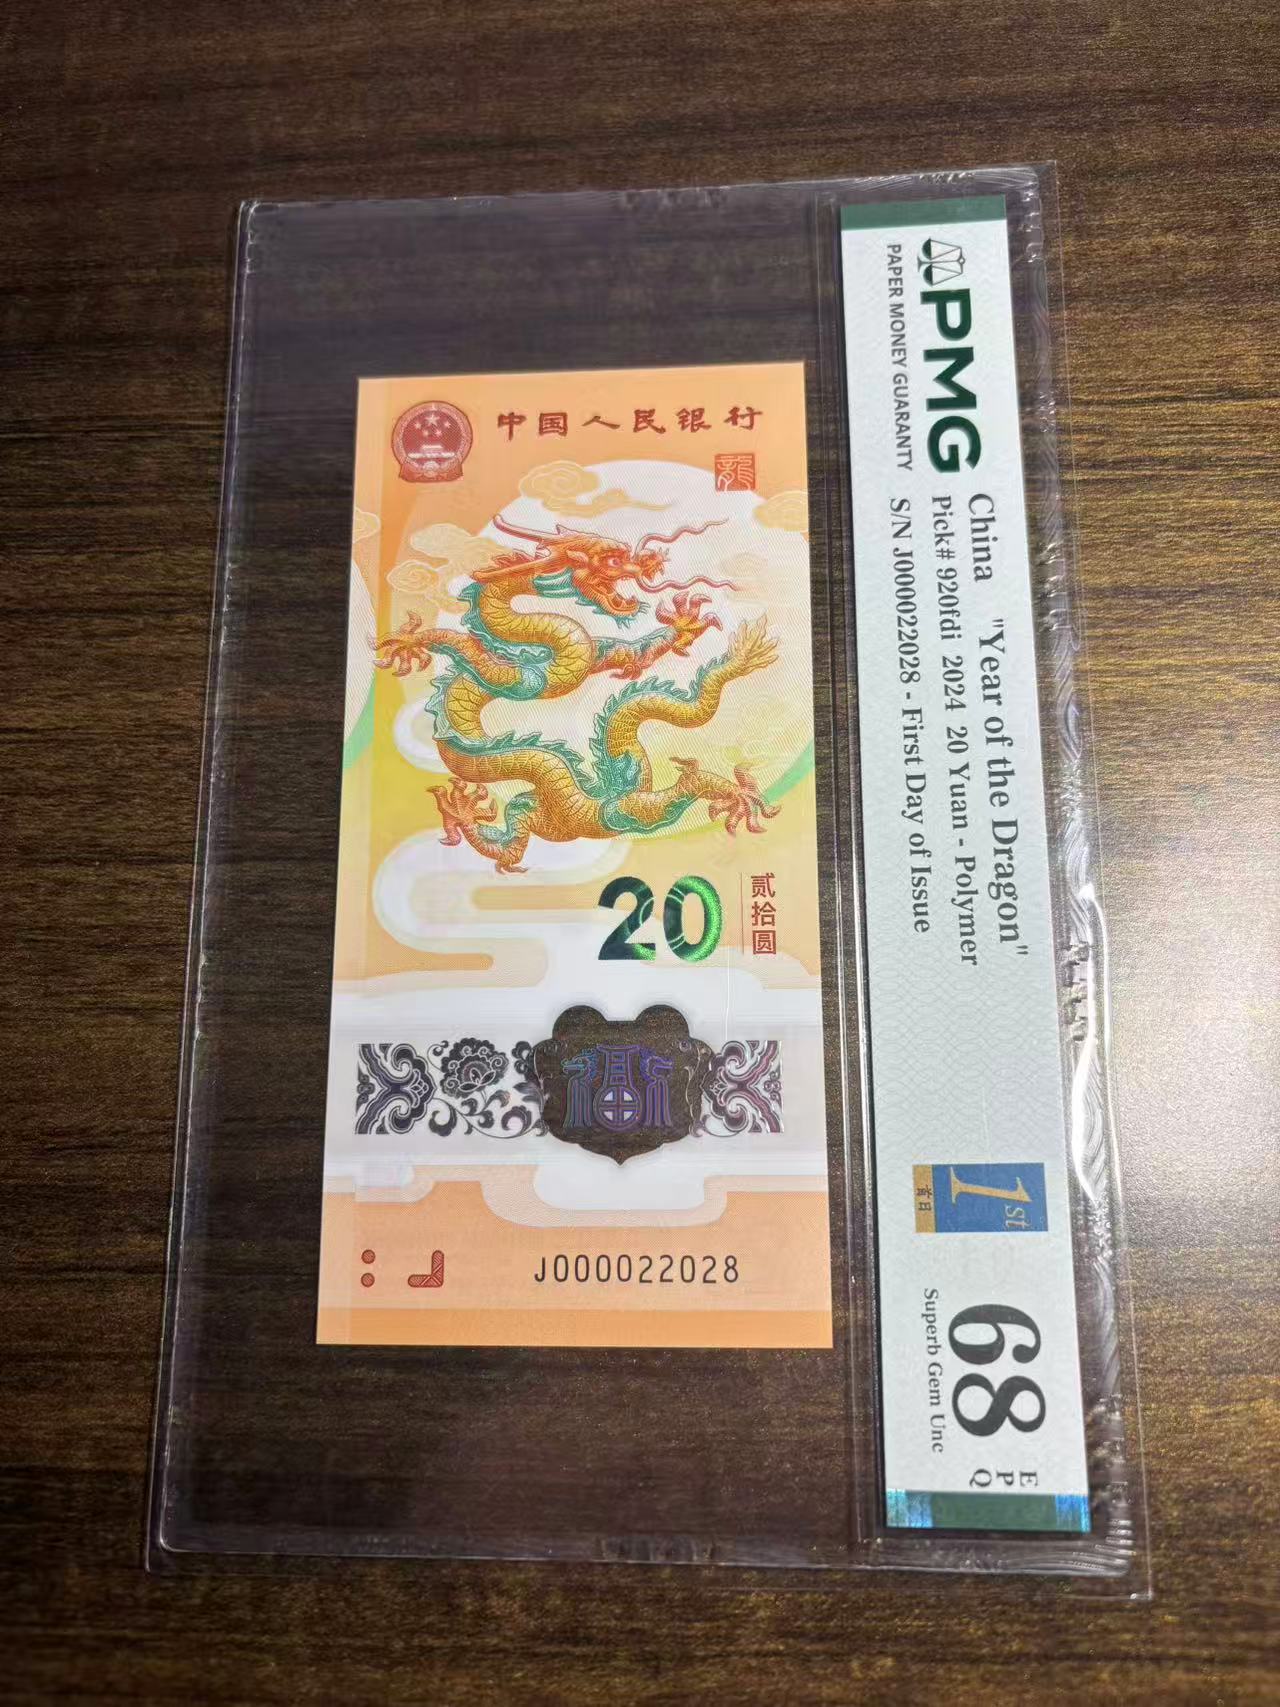 中国人民银行
龍
20
贰拾圆
J000022028
PMG
PAPER MONEY GUARANTY
China "Year of the Dragon"
Pick# 920fdi 2024 20 Yuan - Polymer
S/N J000022028 - First Day of Issue
1st
首日
68
EPQ
Superb Gem Unc